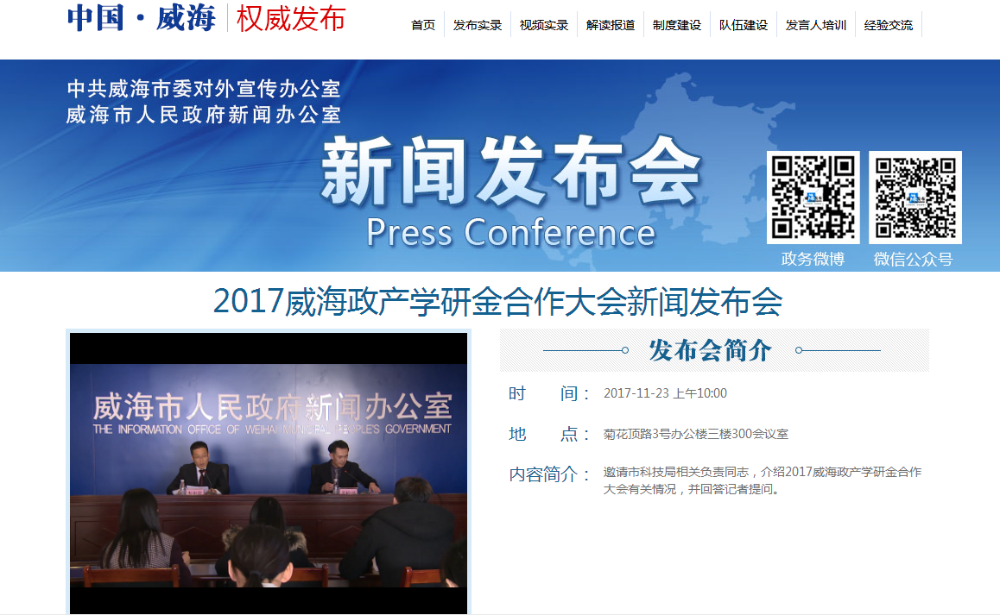 中国·威海 权威发布
首页 发布实录 视频实录 解读报道 制度建设 队伍建设 发言人培训 经验交流
中共威海市委对外宣传办公室
威海市人民政府新闻办公室
新闻发布会
Press Conference
政务微博 微信公众号
2017威海政产学研金合作大会新闻发布会
威海市人民政府新闻办公室
THE INFORMATION OFFICE OF WEIHAI MUNICIPAL PEOPLE'S GOVERNMENT
发布会简介
时 间： 2017-11-23 上午10:00
地 点： 菊花顶路3号办公楼三楼300会议室
内容简介： 邀请市科技局相关负责同志，介绍2017威海政产学研金合作
大会有关情况，并回答记者提问。